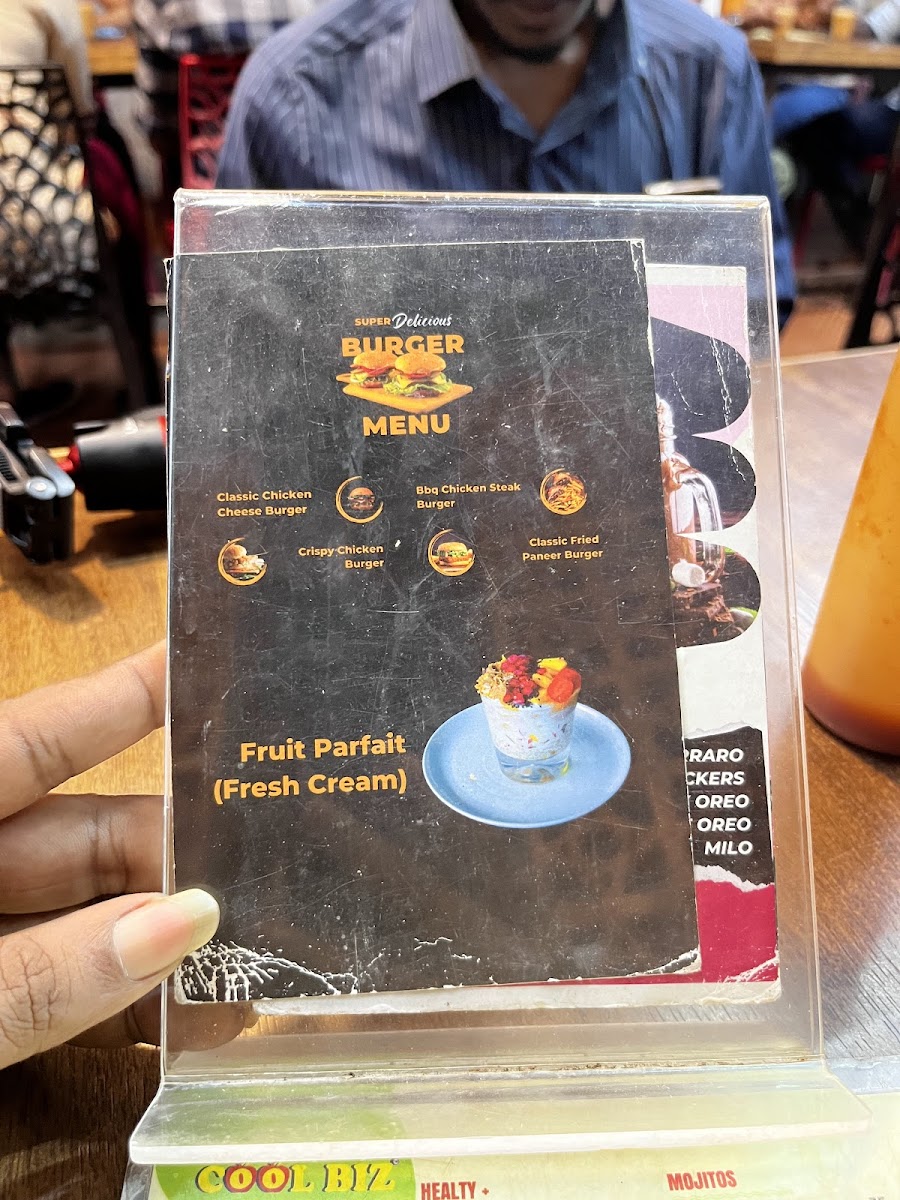 SUPER Delicious
BURGER
MENU
Classic Chicken
Cheese Burger
Bbq Chicken Steak
Burger
Crispy Chicken
Burger
Classic Fried
Paneer Burger
Fruit Parfait
(Fresh Cream)
RRARO
CKERS
OREO
OREO
MILO
COOL BIZ
HEALTY +
MOJITOS